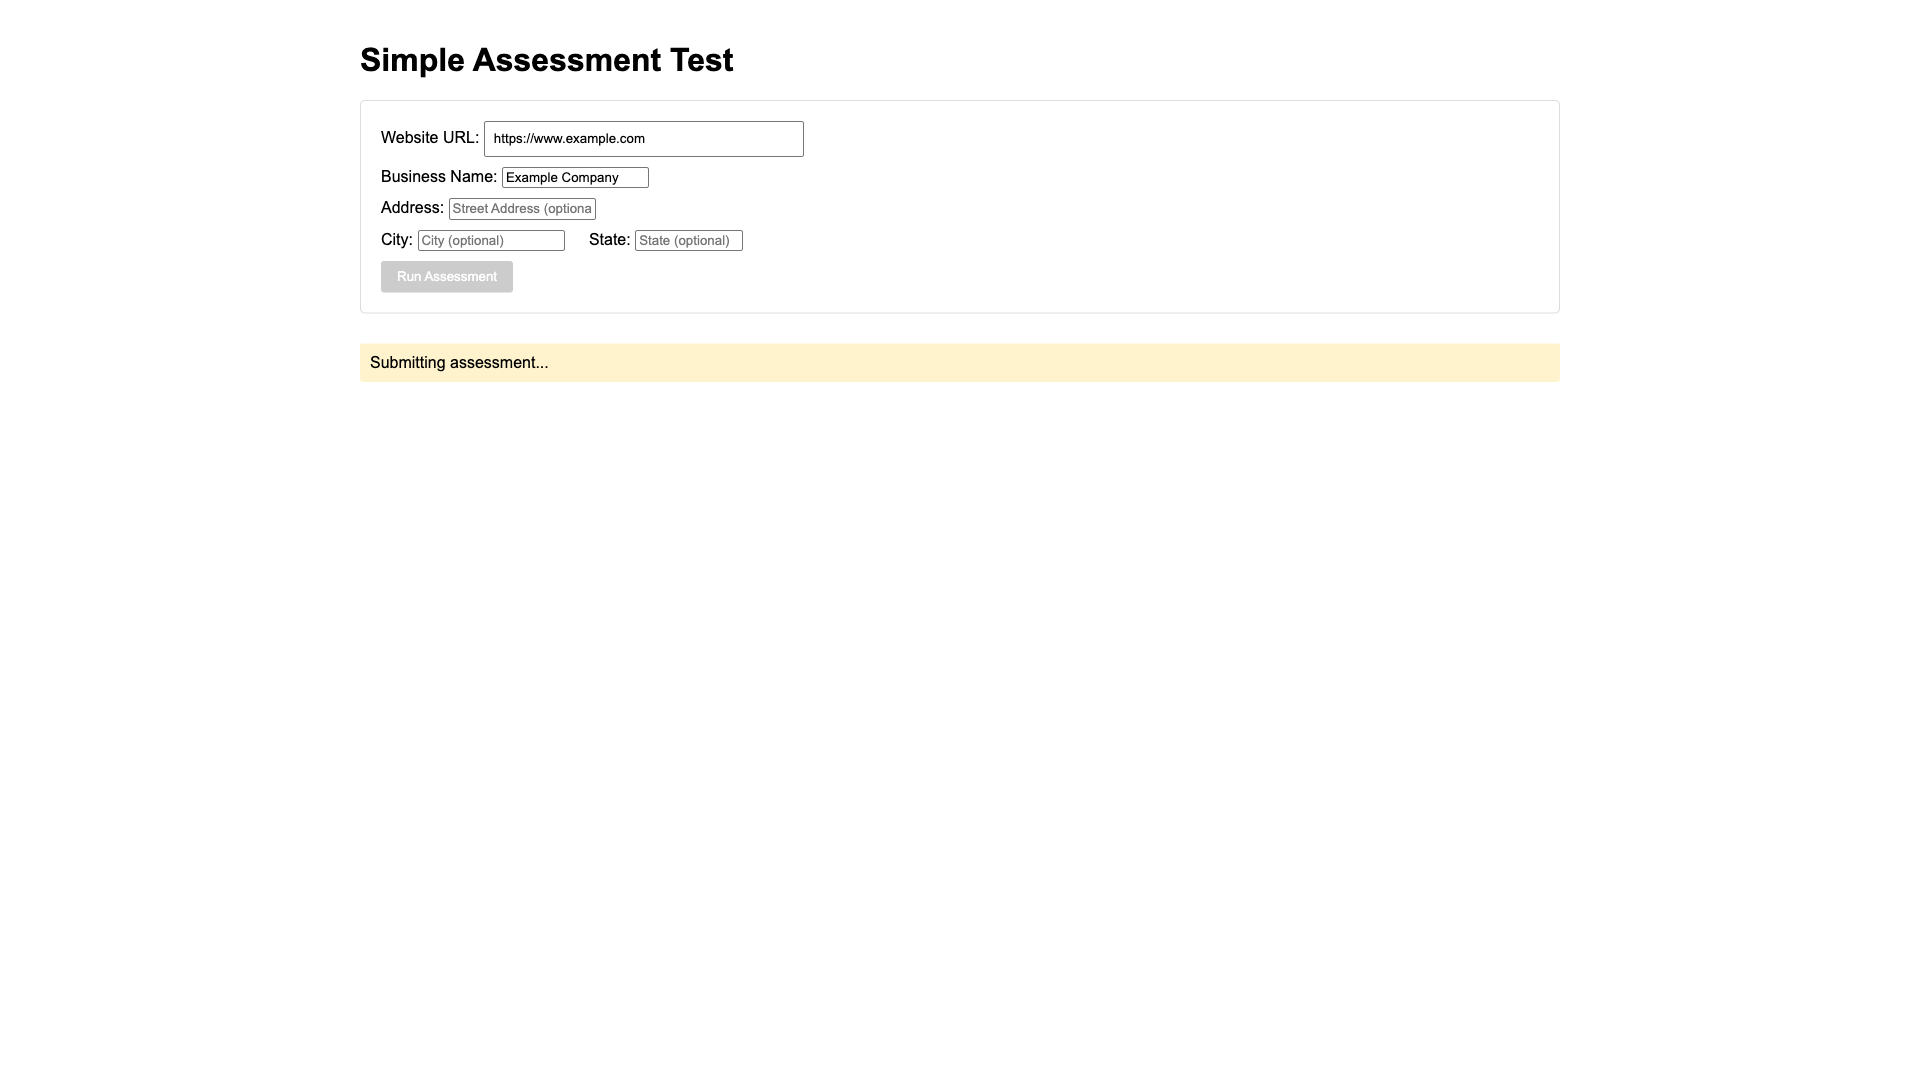 Simple Assessment Test
Website URL: https://www.example.com
Business Name: Example Company
Address: Street Address (optiona
City: City (optional) State: State (optional)
Run Assessment
Submitting assessment...